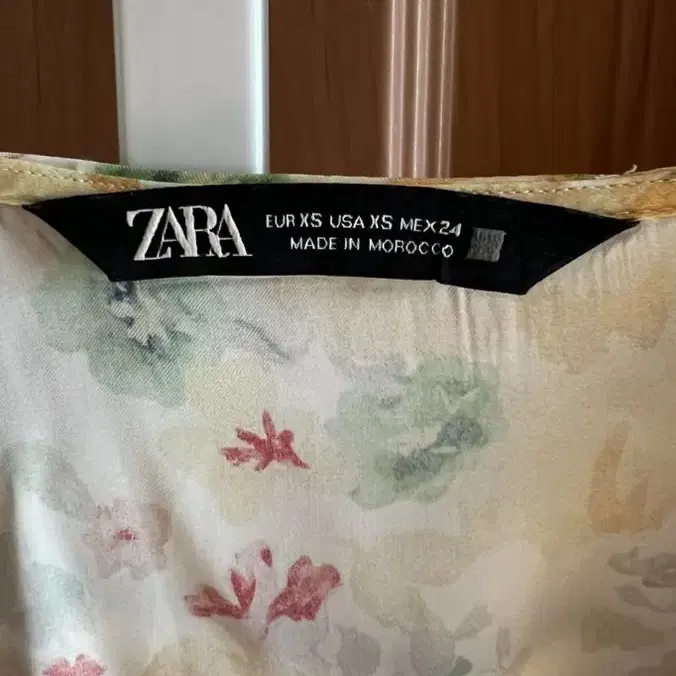 ZARA
EUR XS USA XS MEX 24
MADE IN MOROCCO